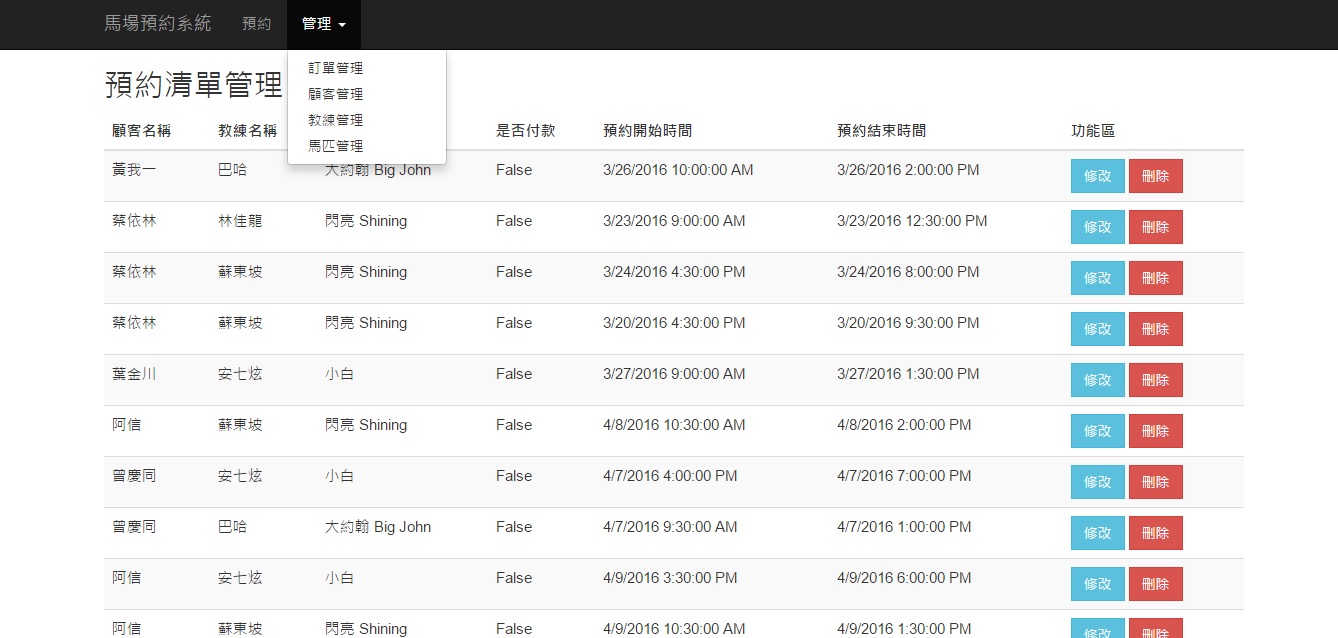 馬場預約系統 預約 管理
訂單管理
顧客管理
教練管理
馬匹管理
預約清單管理
顧客名稱 教練名稱 是否付款 預約開始時間 預約結束時間 功能區
黃我一 巴哈 大約翰 Big John False 3/26/2016 10:00:00 AM 3/26/2016 2:00:00 PM 修改 刪除
蔡依林 林佳龍 閃亮 Shining False 3/23/2016 9:00:00 AM 3/23/2016 12:30:00 PM 修改 刪除
蔡依林 蘇東坡 閃亮 Shining False 3/24/2016 4:30:00 PM 3/24/2016 8:00:00 PM 修改 刪除
蔡依林 蘇東坡 閃亮 Shining False 3/20/2016 4:30:00 PM 3/20/2016 9:30:00 PM 修改 刪除
葉金川 安七炫 小白 False 3/27/2016 9:00:00 AM 3/27/2016 1:30:00 PM 修改 刪除
阿信 蘇東坡 閃亮 Shining False 4/8/2016 10:30:00 AM 4/8/2016 2:00:00 PM 修改 刪除
曾慶同 安七炫 小白 False 4/7/2016 4:00:00 PM 4/7/2016 7:00:00 PM 修改 刪除
曾慶同 巴哈 大約翰 Big John False 4/7/2016 9:30:00 AM 4/7/2016 1:00:00 PM 修改 刪除
阿信 安七炫 小白 False 4/9/2016 3:30:00 PM 4/9/2016 6:00:00 PM 修改 刪除
阿信 蘇東坡 閃亮 Shining False 4/9/2016 10:30:00 AM 4/9/2016 1:30:00 PM 修改 刪除